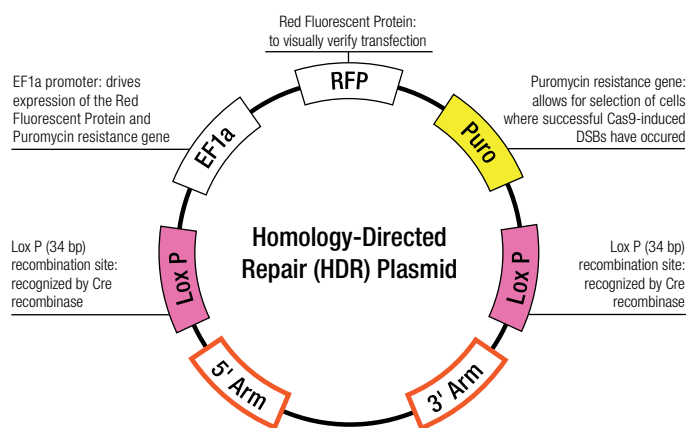 Red Fluorescent Protein:
to visually verify transfection
RFP
EF1a promoter: drives
expression of the Red
Fluorescent Protein and
Puromycin resistance gene
EF1a
Puro
Puromycin resistance gene:
allows for selection of cells
where successful Cas9-induced
DSBs have occured
Homology-Directed
Repair (HDR) Plasmid
Lox P (34 bp)
recombination site:
recognized by Cre
recombinase
Lox P
Lox P
Lox P (34 bp)
recombination site:
recognized by Cre
recombinase
5' Arm
3' Arm